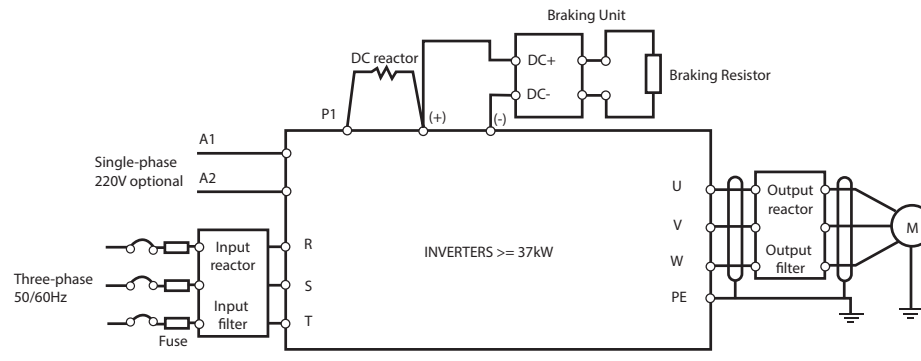 Braking Unit
DC reactor
DC+
Braking Resistor
DC-
P1
(+)
(-)
A1
Single-phase
220V optional
A2
U
Output
reactor
V
M
Input
reactor
R
INVERTERS >= 37kW
W
Output
filter
Three-phase
50/60Hz
S
PE
Input
filter
T
Fuse